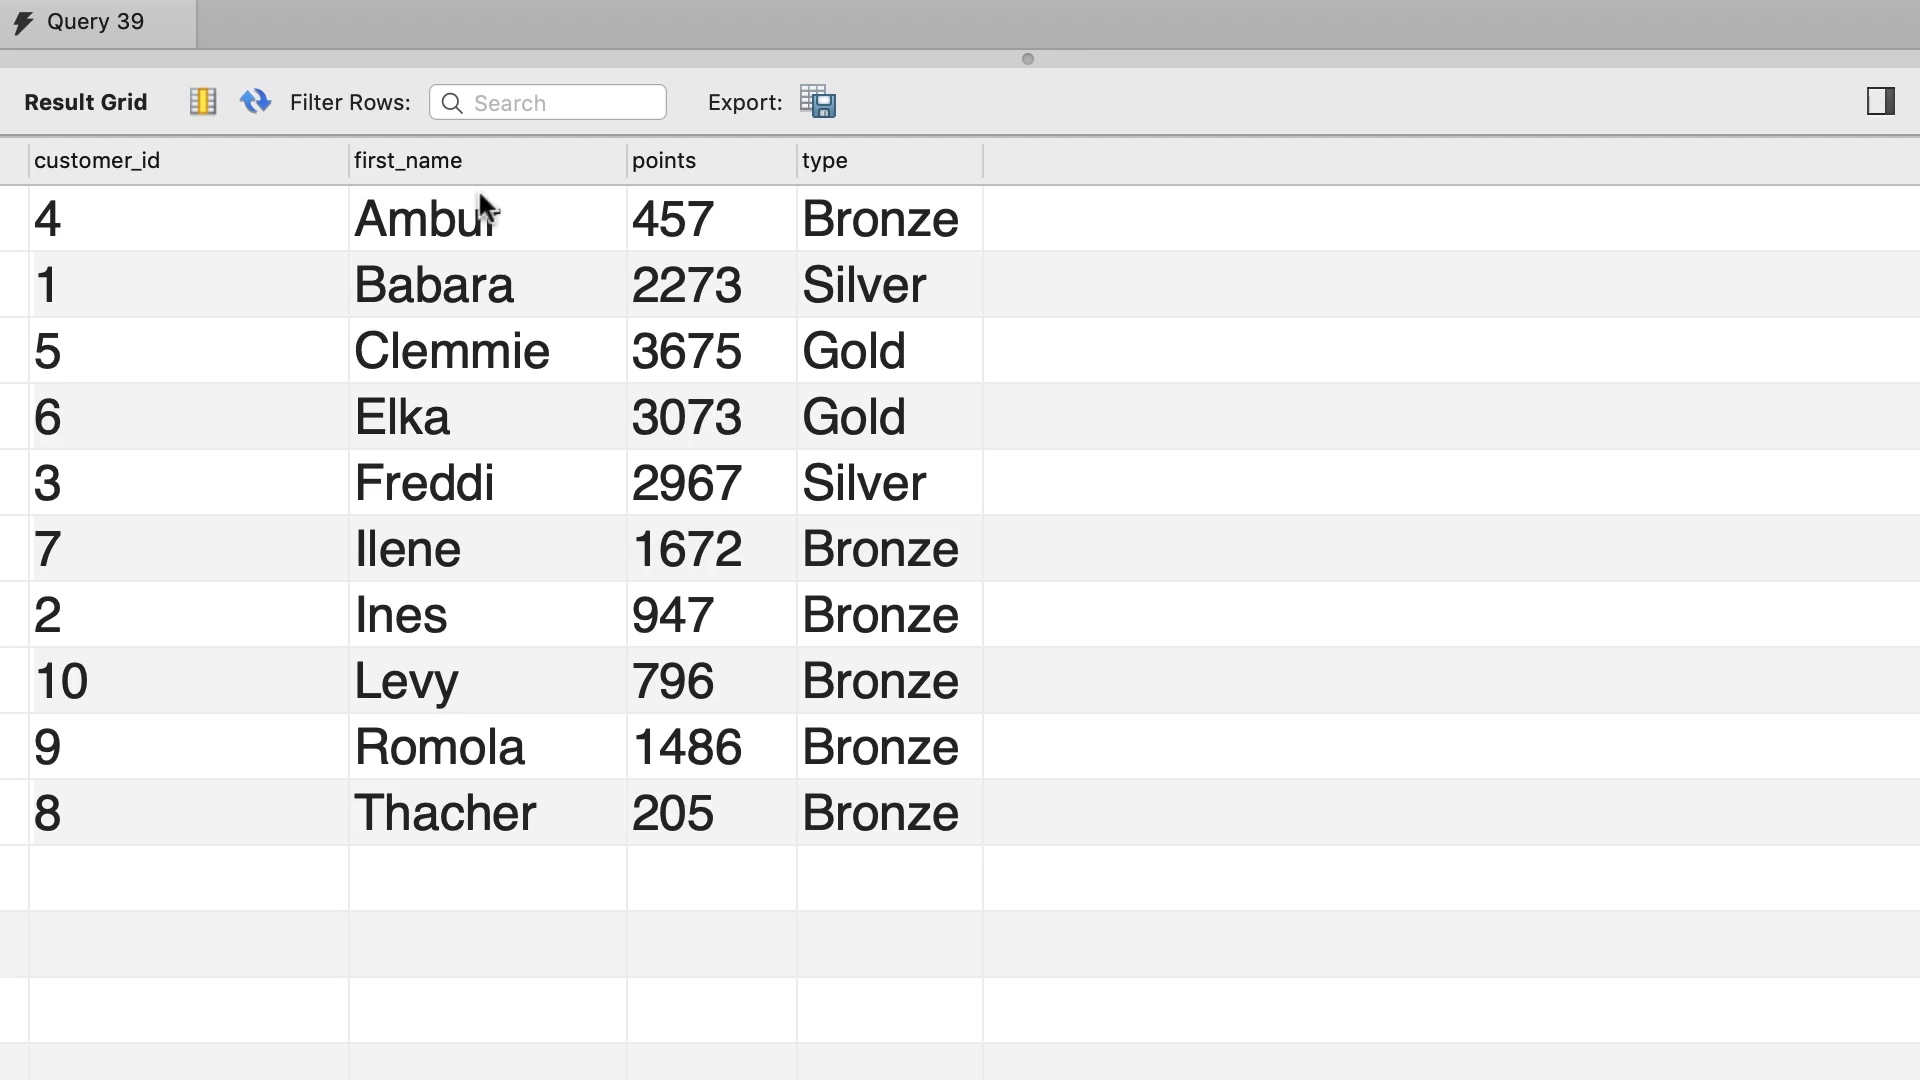 Query 39
Result Grid Filter Rows: Search Export:
customer_id first_name points type
4 Ambur 457 Bronze
1 Babara 2273 Silver
5 Clemmie 3675 Gold
6 Elka 3073 Gold
3 Freddi 2967 Silver
7 Ilene 1672 Bronze
2 Ines 947 Bronze
10 Levy 796 Bronze
9 Romola 1486 Bronze
8 Thacher 205 Bronze